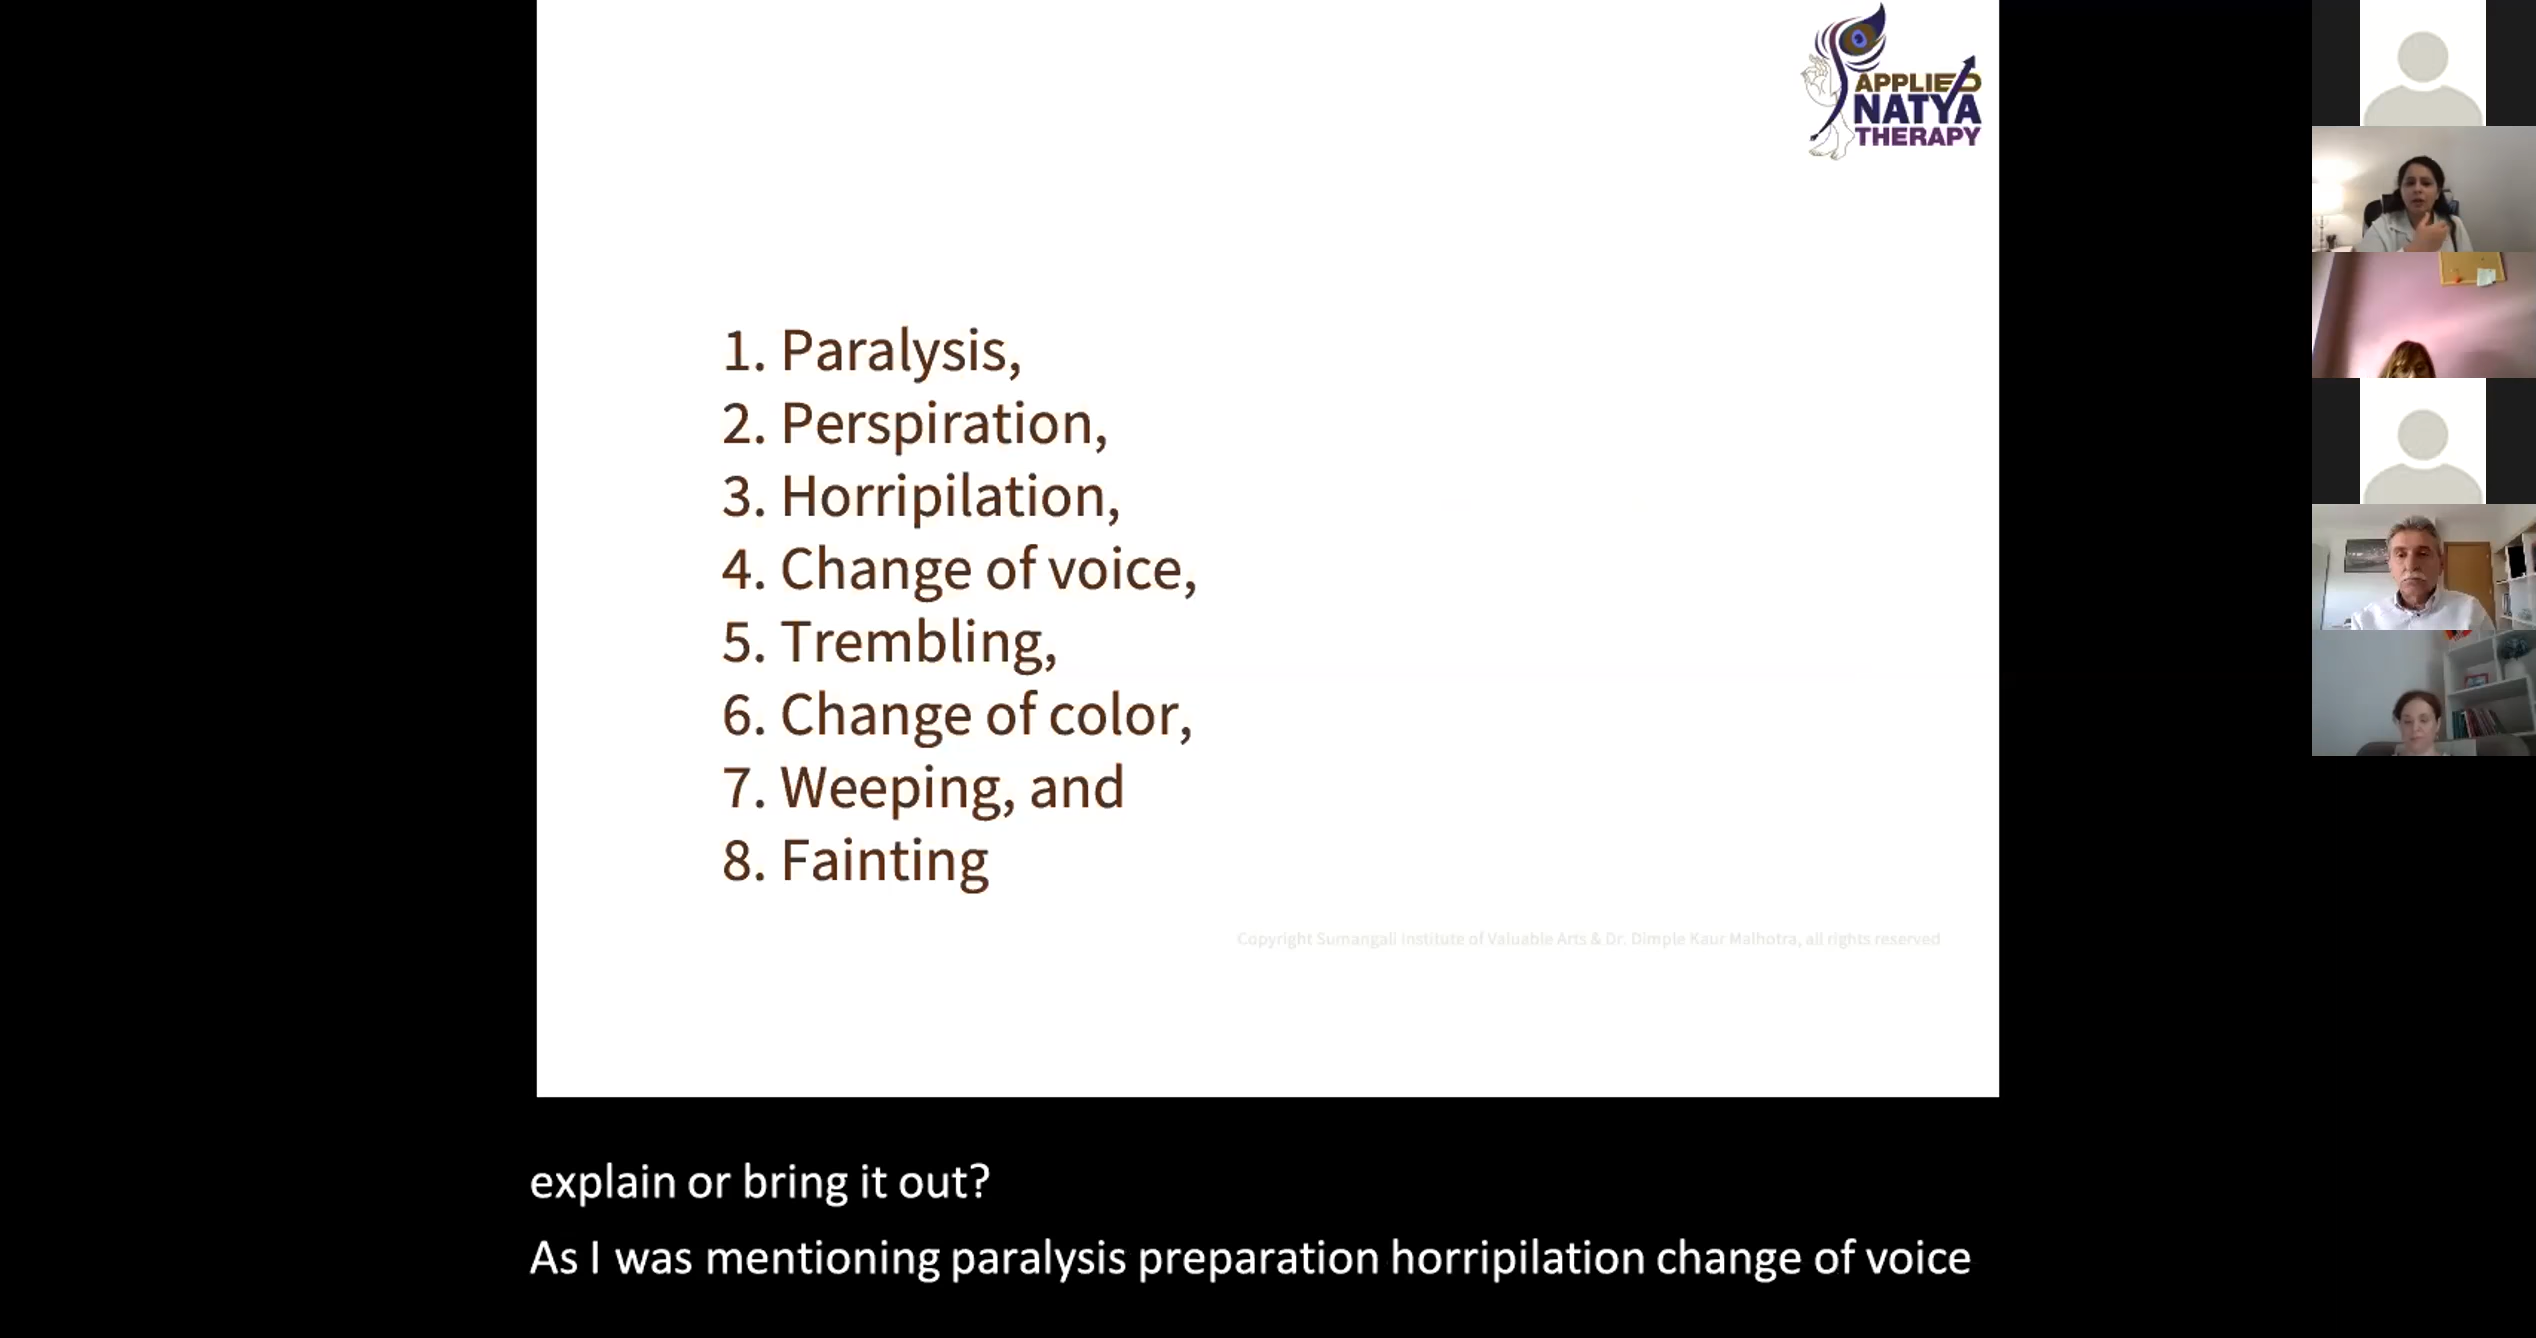 APPLIED
NATYA
THERAPY
1. Paralysis,
2. Perspiration,
3. Horripilation,
4. Change of voice,
5. Trembling,
6. Change of color,
7. Weeping, and
8. Fainting
Copyright Sumangali Institute of Valuable Arts & Dr. Dimple Kaur Malhotra, all rights reserved
explain or bring it out?
As I was mentioning paralysis preparation horripilation change of voice